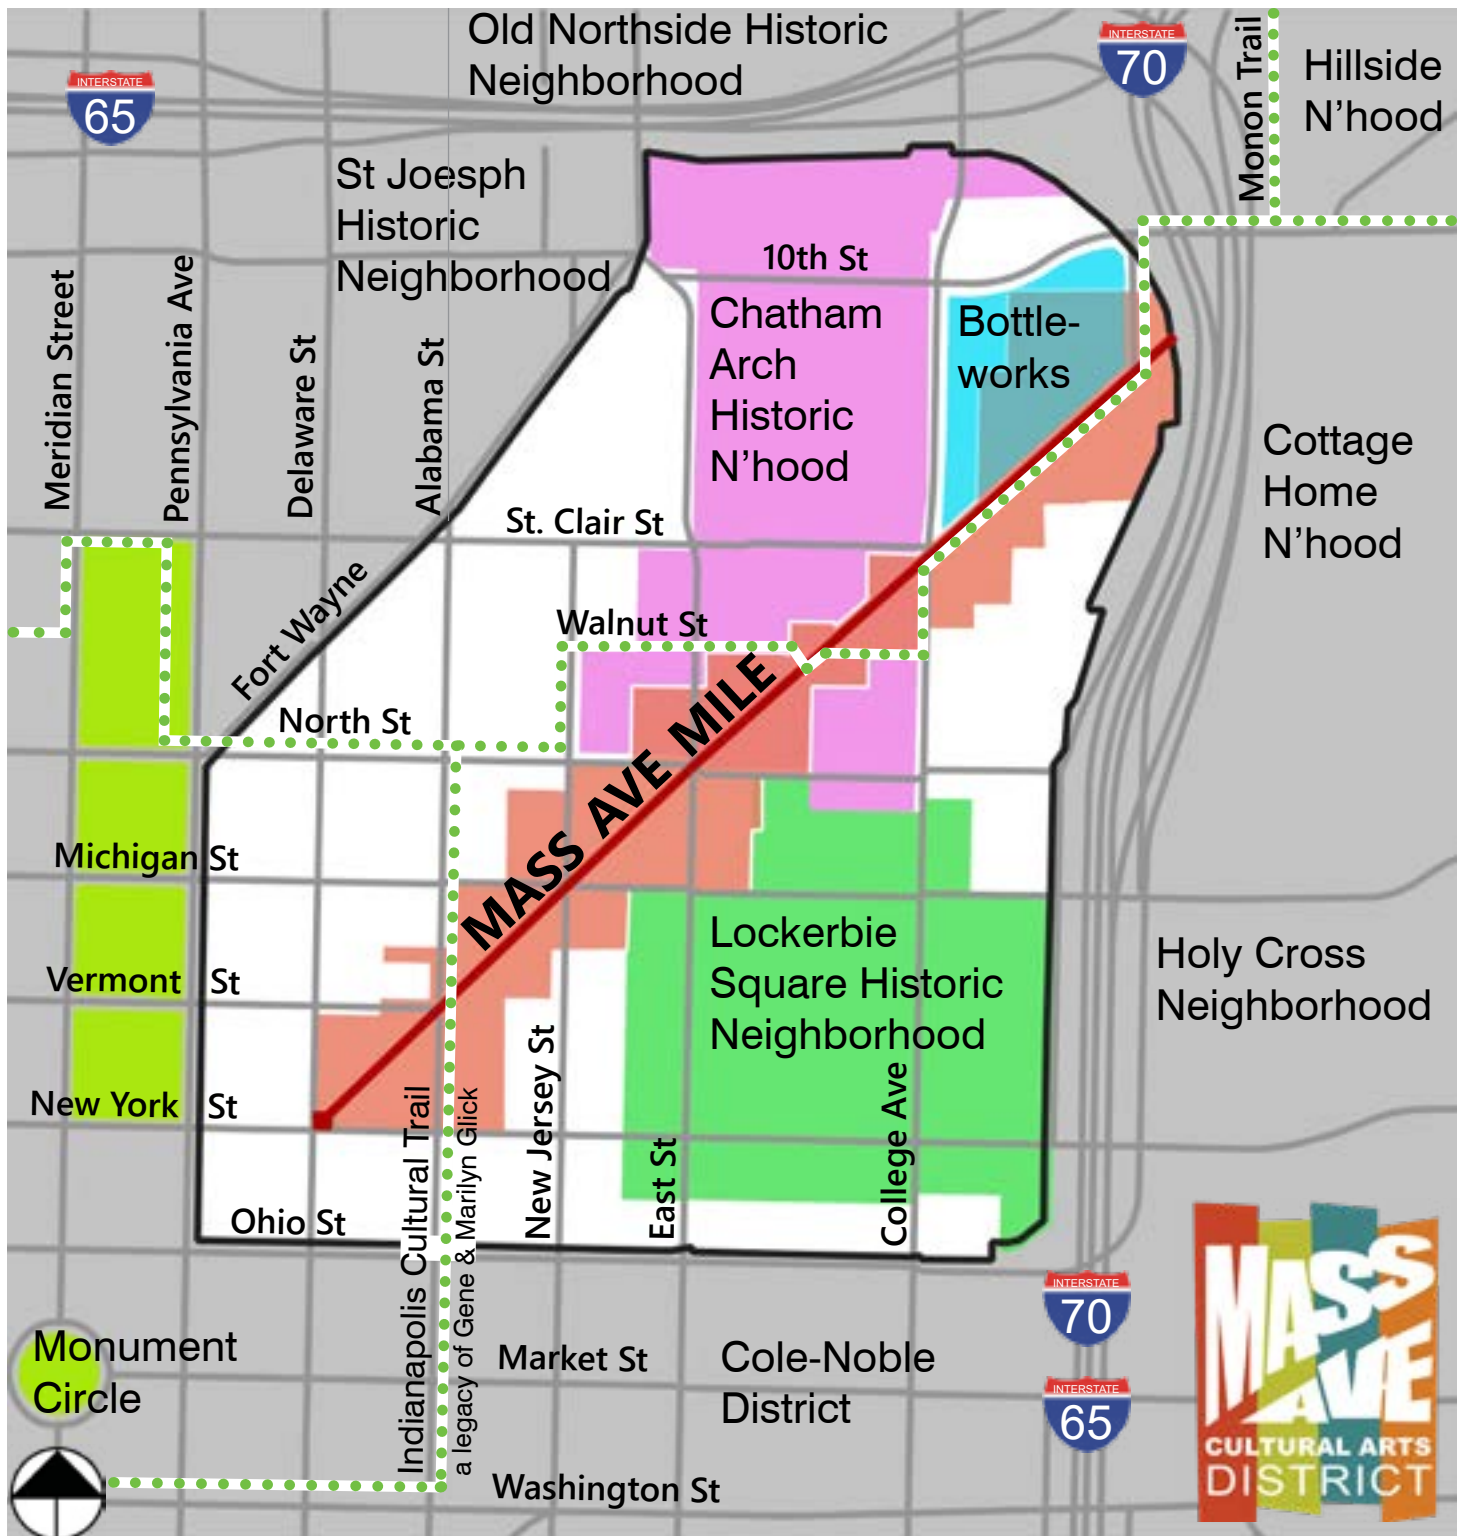 Old Northside Historic
Neighborhood
INTERSTATE
65
INTERSTATE
70
Monon Trail
Hillside
N'hood
St Joesph
Historic
Neighborhood
10th St
Meridian Street
Pennsylvania Ave
Delaware St
Alabama St
Chatham
Arch
Historic
N'hood
Bottle-
works
Cottage
Home
N'hood
St. Clair St
Fort Wayne
Walnut St
North St
MASS AVE MILE
Michigan St
Vermont St
New York St
Lockerbie
Square Historic
Neighborhood
Holy Cross
Neighborhood
Indianapolis Cultural Trail
a legacy of Gene & Marilyn Glick
New Jersey St
East St
College Ave
Ohio St
Monument
Circle
Market St
Cole-Noble
District
Washington St
INTERSTATE
70
INTERSTATE
65
MASS
AVE
CULTURAL ARTS
DISTRICT